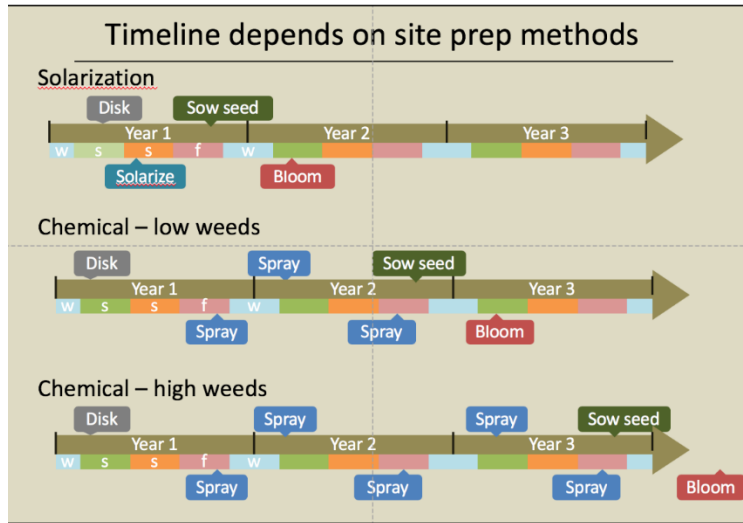 Timeline depends on site prep methods
Solarization
Disk Sow seed
Year 1 Year 2 Year 3
w s s f w
Solarize Bloom
Chemical – low weeds
Disk Spray Sow seed
Year 1 Year 2 Year 3
w s s f w
Spray Spray Bloom
Chemical – high weeds
Disk Spray Spray Sow seed
Year 1 Year 2 Year 3
w s s f w
Spray Spray Spray Bloom